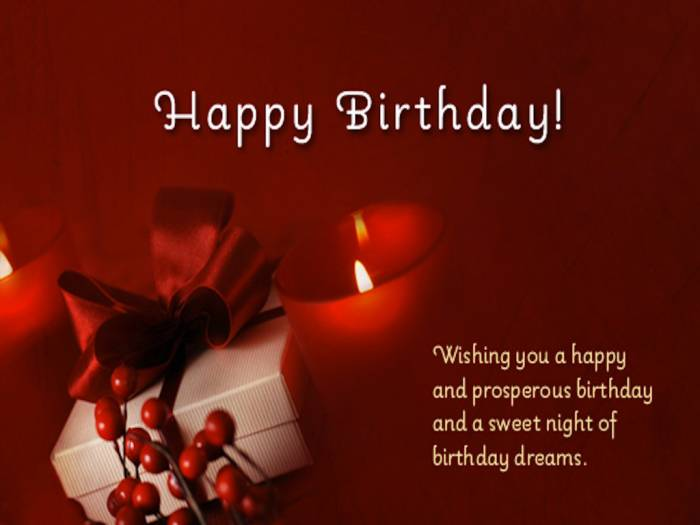 Happy Birthday!
Wishing you a happy
and prosperous birthday
and a sweet night of
birthday dreams.